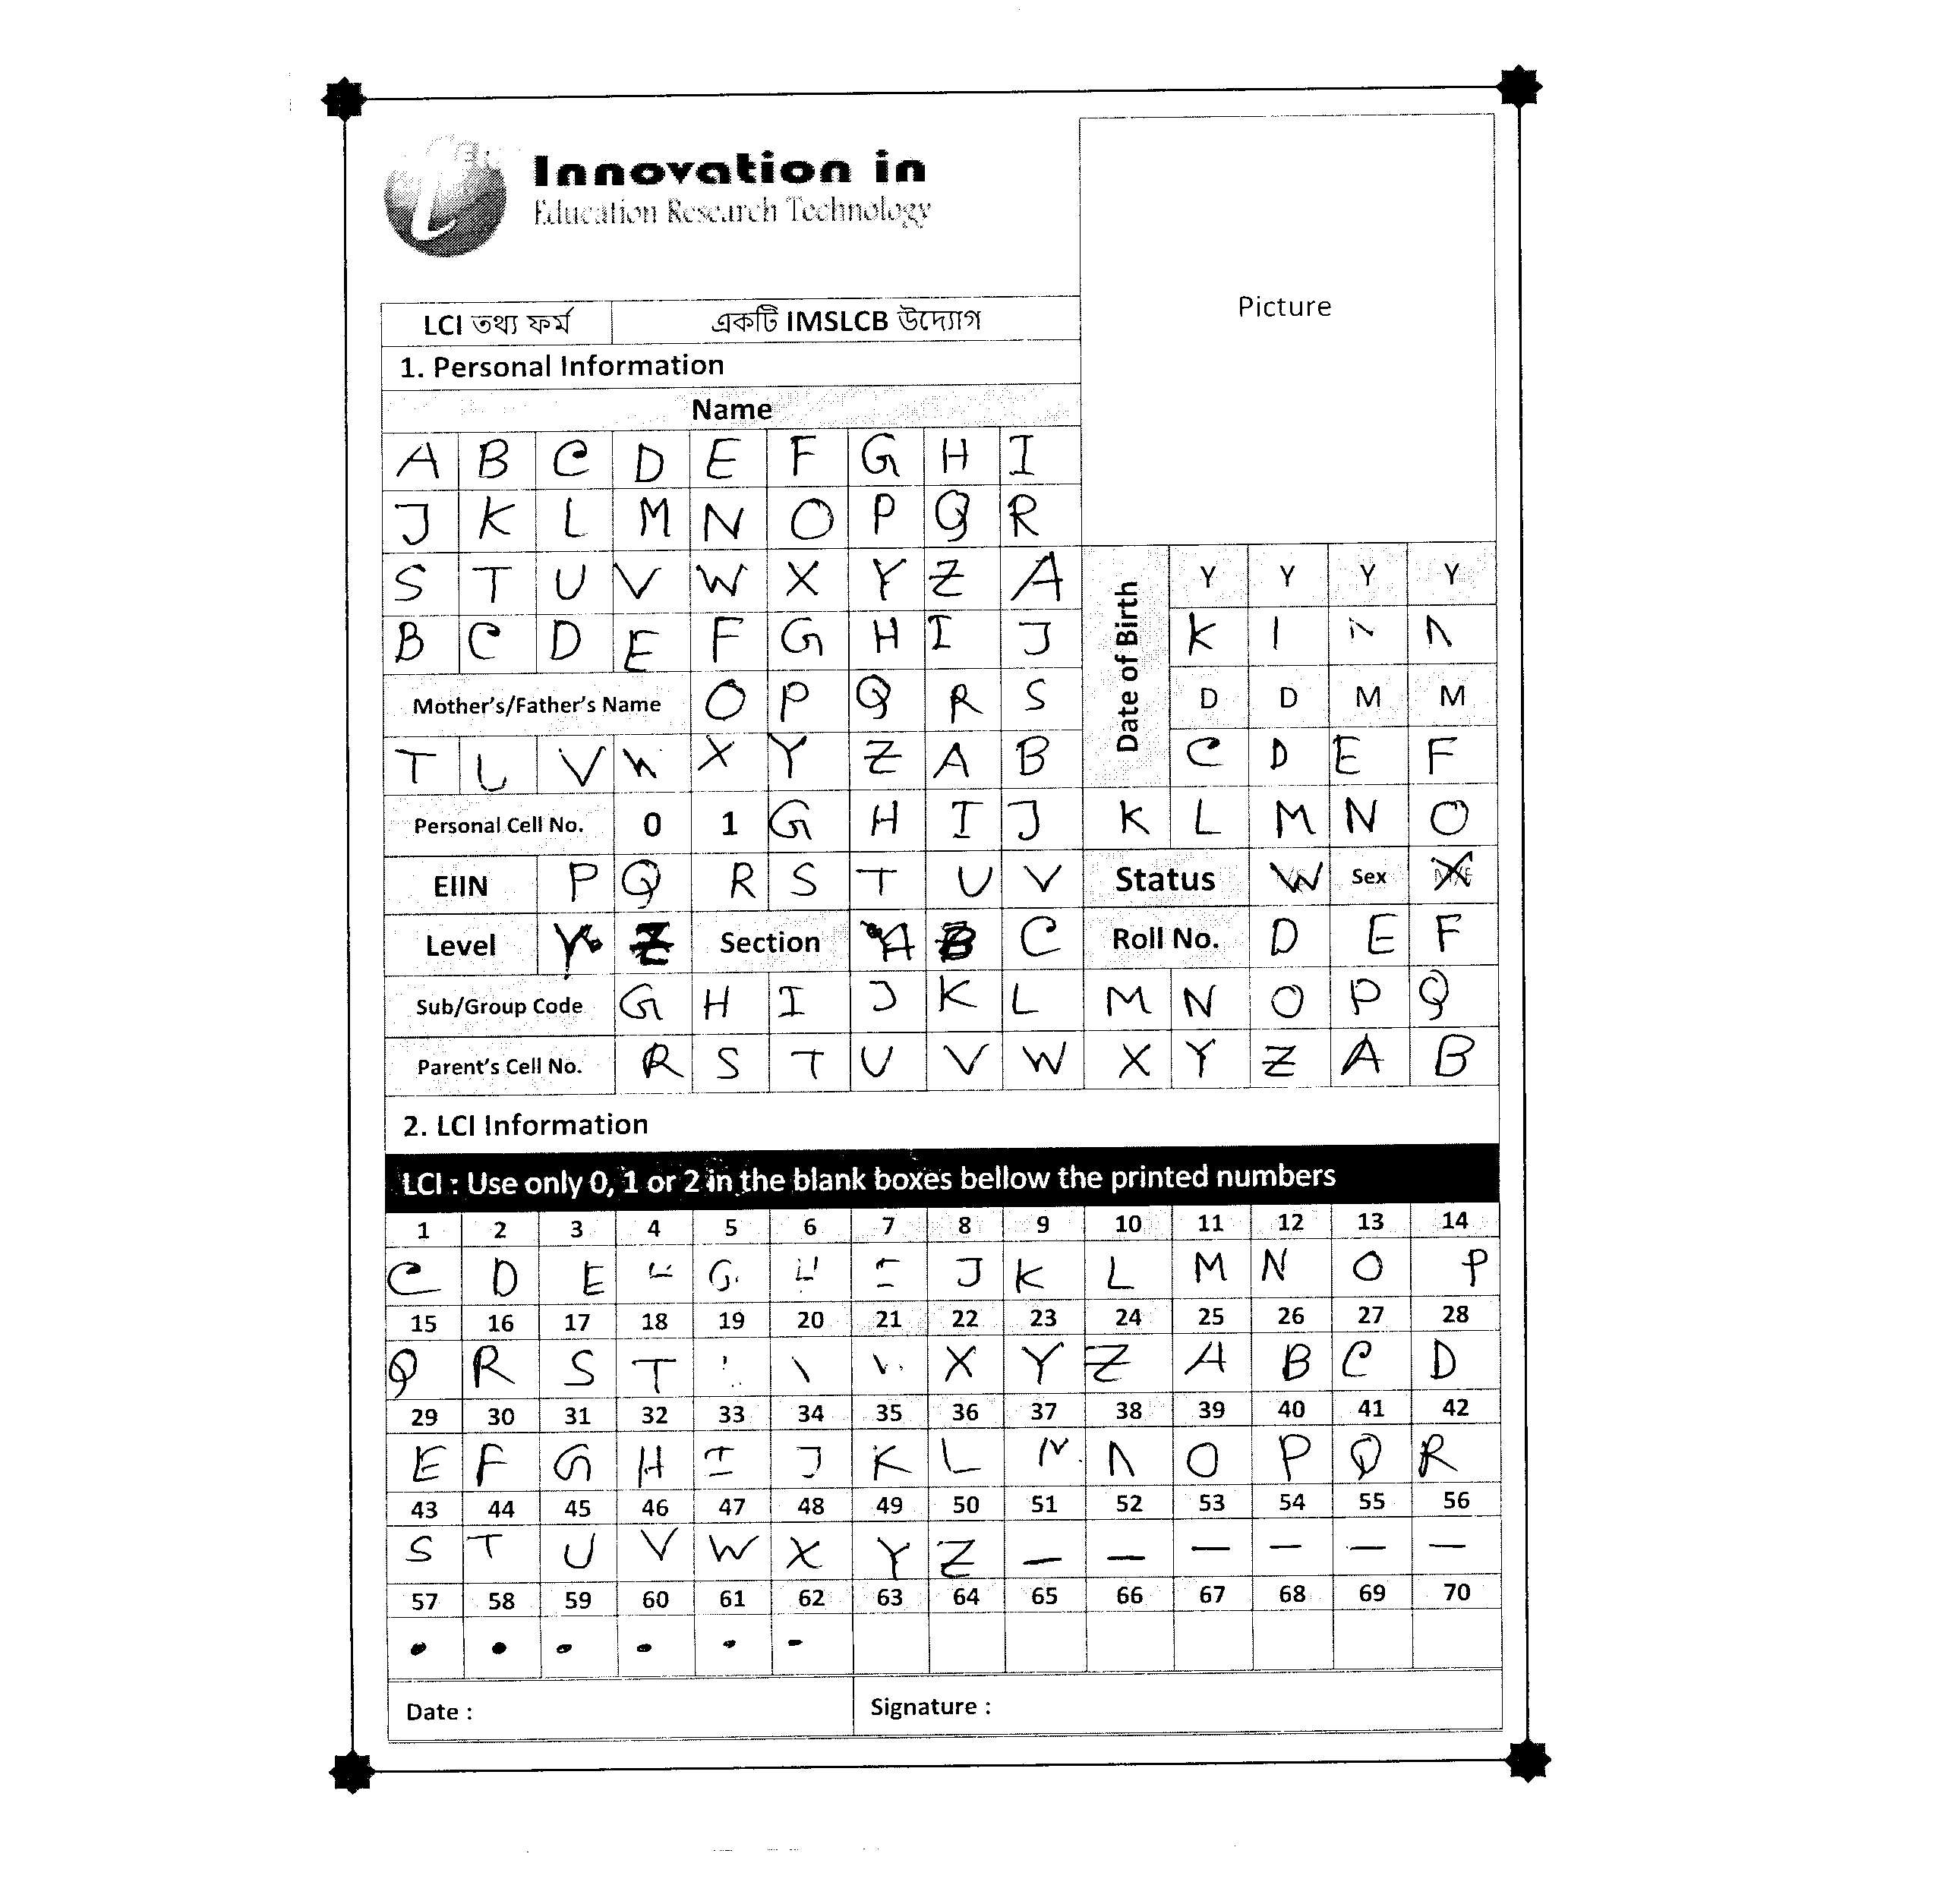 Innovation in
Education Research Technology
Picture
LCI তথ্য ফর্ম একটি IMSLCB উদ্যোগ
1. Personal Information
Name
A B C D E F G H I
J K L M N O P Q R
S T U V W X Y Z A
Date of Birth Y Y Y Y
B C D E F G H I J K
Mother's/Father's Name O P Q R S D D M M
T U V W X Y Z A B C D E F
Personal Cell No. 0 1 G H I J K L M N O
EIIN P Q R S T U V Status W Sex X
Level Y Z Section A B C Roll No. D E F
Sub/Group Code G H I J K L M N O P Q
Parent's Cell No. R S T U V W X Y Z A B
2. LCI Information
LCI : Use only 0, 1 or 2 in the blank boxes bellow the printed numbers
1 2 3 4 5 6 7 8 9 10 11 12 13 14
C D E G J K L M N O P
15 16 17 18 19 20 21 22 23 24 25 26 27 28
Q R S T X Y Z A B C D
29 30 31 32 33 34 35 36 37 38 39 40 41 42
E F G H I J K L O P Q R
43 44 45 46 47 48 49 50 51 52 53 54 55 56
S T U V W X Y Z — — — — — —
57 58 59 60 61 62 63 64 65 66 67 68 69 70
Date :
Signature :